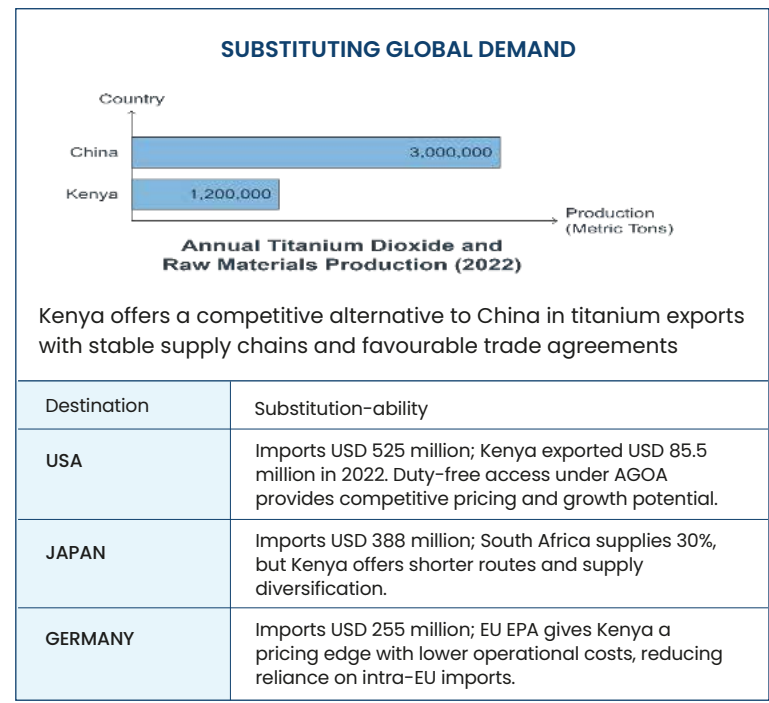 SUBSTITUTING GLOBAL DEMAND
Country
China
3,000,000
Kenya
1,200,000
Production
(Metric Tons)
Annual Titanium Dioxide and
Raw Materials Production (2022)
Kenya offers a competitive alternative to China in titanium exports
with stable supply chains and favourable trade agreements
Destination
Substitution-ability
USA
Imports USD 525 million; Kenya exported USD 85.5
million in 2022. Duty-free access under AGOA
provides competitive pricing and growth potential.
JAPAN
Imports USD 388 million; South Africa supplies 30%,
but Kenya offers shorter routes and supply
diversification.
GERMANY
Imports USD 255 million; EU EPA gives Kenya a
pricing edge with lower operational costs, reducing
reliance on intra-EU imports.